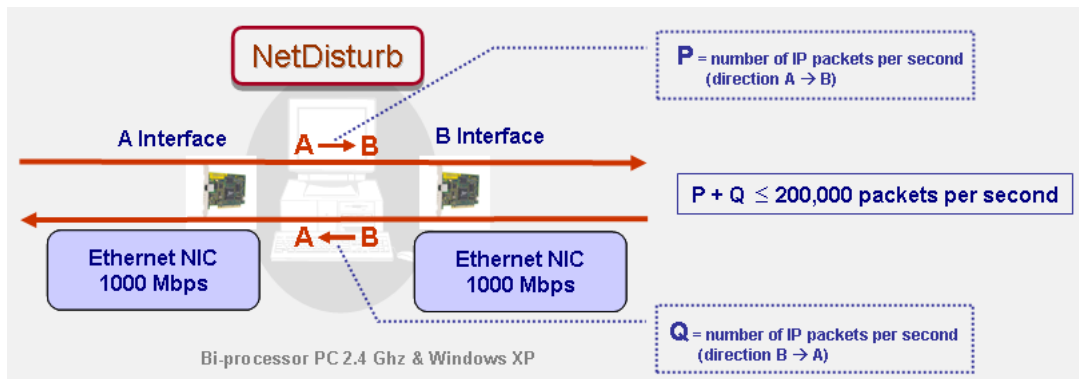 NetDisturb
P = number of IP packets per second
(direction A → B)
A Interface
B Interface
A → B
P + Q ≤ 200,000 packets per second
A ← B
Ethernet NIC
1000 Mbps
Ethernet NIC
1000 Mbps
Q = number of IP packets per second
(direction B → A)
Bi-processor PC 2.4 Ghz & Windows XP